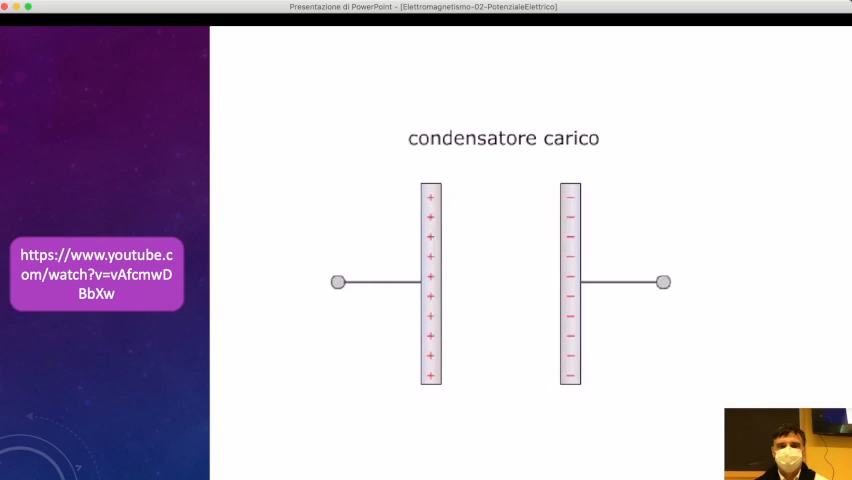 Presentazione di PowerPoint - [Elettromagnetismo-02-PotenzialeElettrico]
condensatore carico
https://www.youtube.c
om/watch?v=vAfcmwD
BbXw